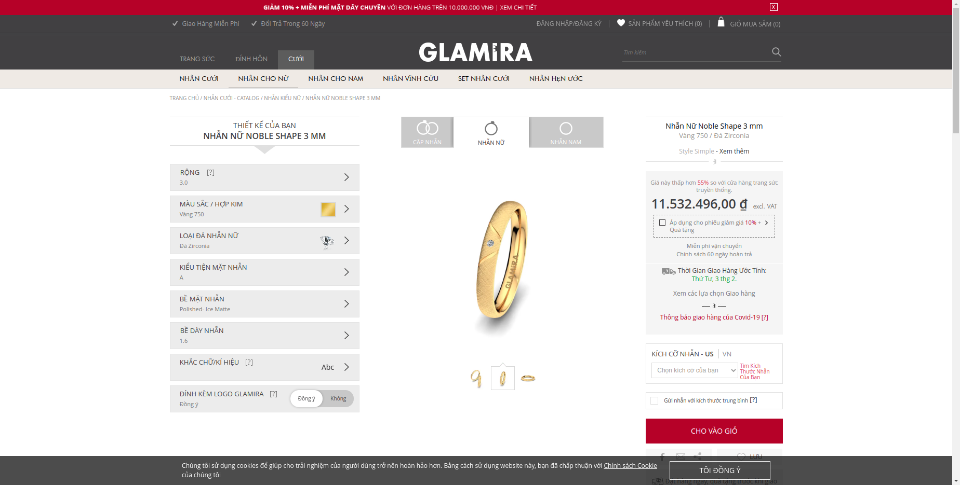 GIẢM 10% + MIỄN PHÍ MẶT DÂY CHUYỀN VỚI ĐƠN HÀNG TRÊN 10.000.000 VNĐ | XEM CHI TIẾT
X
Giao Hàng Miễn Phí
Đổi Trả Trong 60 Ngày
ĐĂNG NHẬP/ĐĂNG KÝ
SẢN PHẨM YÊU THÍCH (0)
GIỎ MUA SẮM (0)
TRANG SỨC
ĐÍNH HÔN
CƯỚI
GLAMIRA
Tìm kiếm
NHẪN CƯỚI
NHẪN CHO NỮ
NHẪN CHO NAM
NHẪN VĨNH CỬU
SET NHẪN CƯỚI
NHẪN HẸN ƯỚC
TRANG CHỦ / NHẪN CƯỚI - CATALOG / NHẪN KIỂU NỮ / NHẪN NỮ NOBLE SHAPE 3 MM
THIẾT KẾ CỦA BẠN
NHẪN NỮ NOBLE SHAPE 3 MM
RỘNG [?]
3.0
MÀU SẮC / HỢP KIM
Vàng 750
LOẠI ĐÁ NHẪN NỮ
Đá Zirconia
KIỂU TIỆN MẶT NHẪN
A
BỀ MẶT NHẪN
Polished, Ice Matte
BỀ DÀY NHẪN
1.6
KHẮC CHỮ/KÍ HIỆU [?]
Abc
ĐÍNH KÈM LOGO GLAMIRA [?]
Đồng ý
Đồng ý
Không
CẶP NHẪN
NHẪN NỮ
NHẪN NAM
GLAMIRA
Nhẫn Nữ Noble Shape 3 mm
Vàng 750 / Đá Zirconia
Style Simple - Xem thêm
Giá này thấp hơn 55% so với cửa hàng trang sức
truyền thống.
11.532.496,00 ₫ excl. VAT
Áp dụng cho phiếu giảm giá 10% +
Quà tặng
Miễn phí vận chuyển
Chính sách 60 ngày hoàn trả
Thời Gian Giao Hàng Ước Tính:
Thứ Tư, 3 thg 2.
Xem các lựa chọn Giao hàng
Thông báo giao hàng của Covid-19 [?]
KÍCH CỠ NHẪN - US
VN
Chọn kích cỡ của bạn
Tìm Kích
Thước Nhẫn
Của Bạn
Gửi nhẫn với kích thước trung bình [?]
CHO VÀO GIỎ
Chúng tôi sử dụng cookies để giúp cho trải nghiệm của người dùng trở nên hoàn hảo hơn. Bằng cách sử dụng website này, bạn đã chấp thuận với Chính sách Cookie
của chúng tô
TÔI ĐỒNG Ý